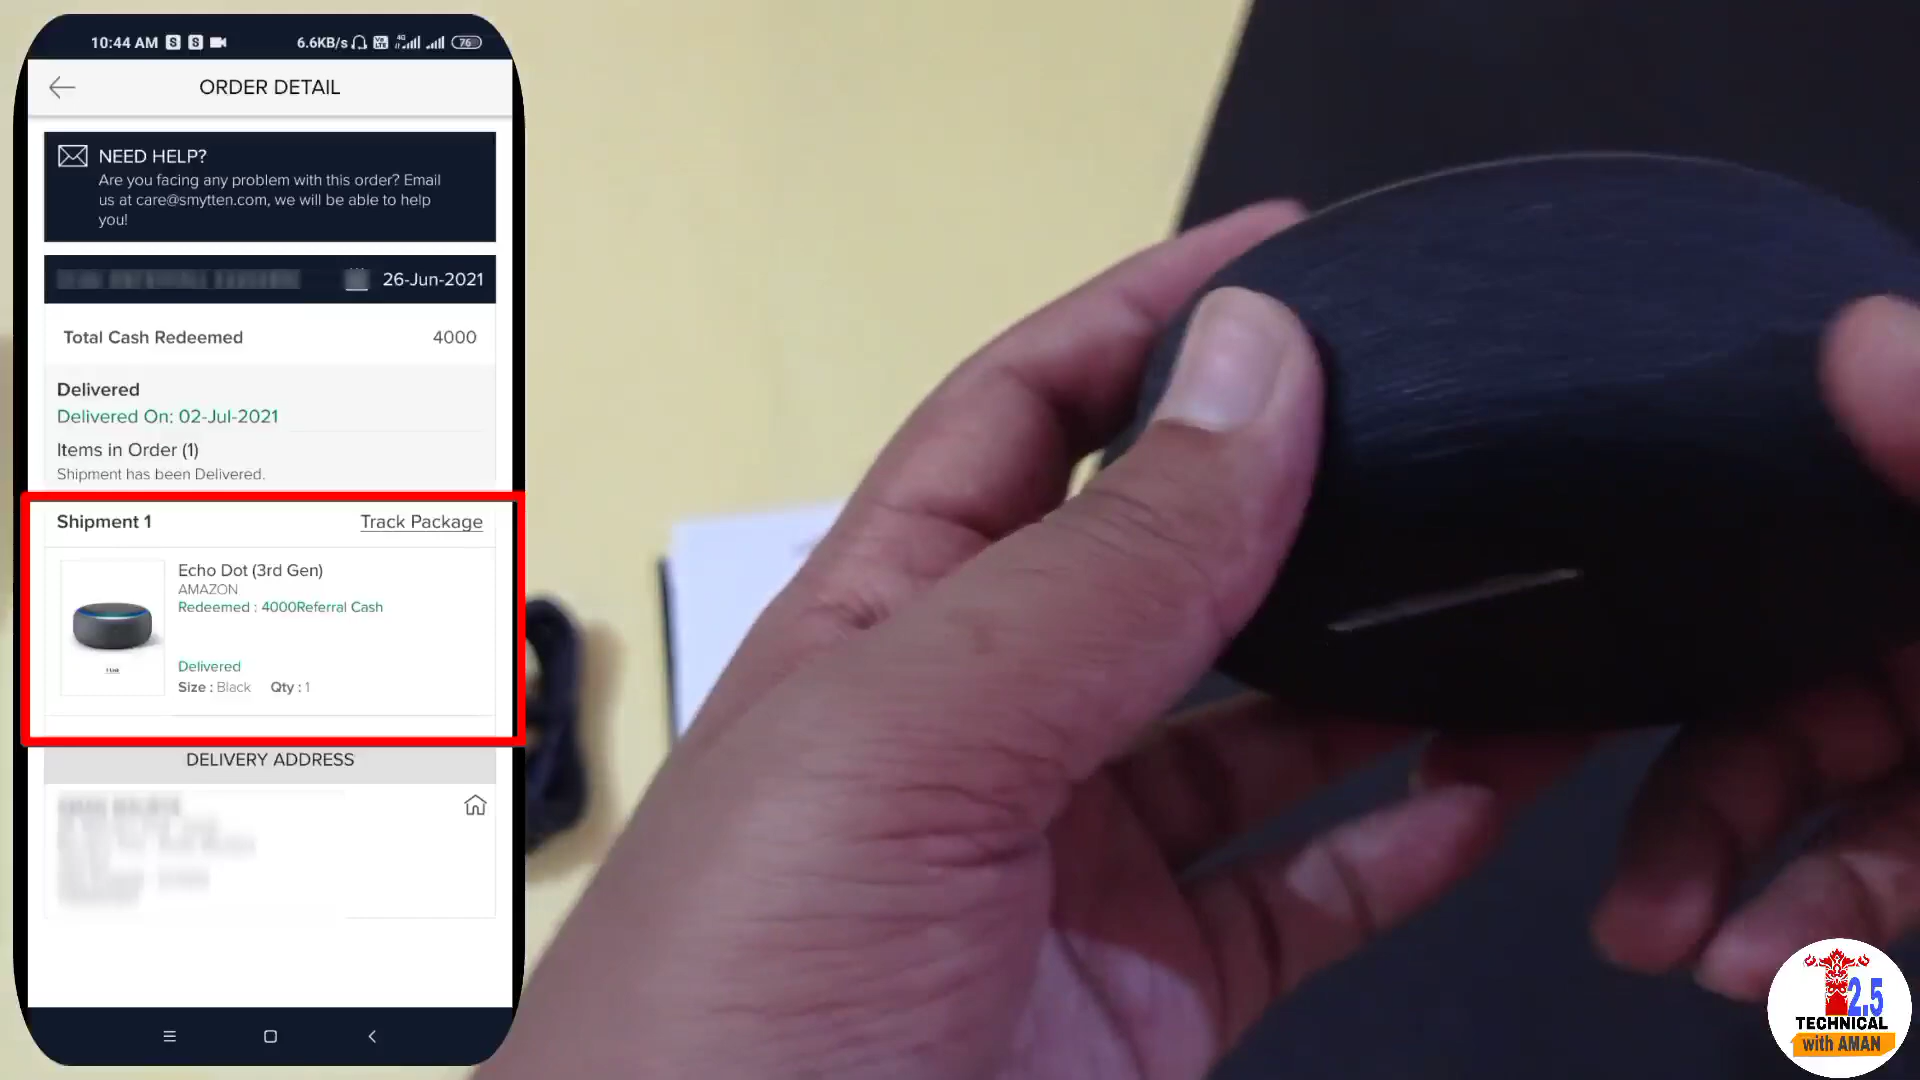 10:44 AM
6.6KB/s
4G
76
ORDER DETAIL
NEED HELP?
Are you facing any problem with this order? Email
us at care@smytten.com, we will be able to help
you!
26-Jun-2021
Total Cash Redeemed 4000
Delivered
Delivered On: 02-Jul-2021
Items in Order (1)
Shipment has been Delivered.
Shipment 1 Track Package
Echo Dot (3rd Gen)
AMAZON
Redeemed : 4000Referral Cash
Delivered
Size : Black Qty : 1
DELIVERY ADDRESS
2.5
TECHNICAL
with AMAN